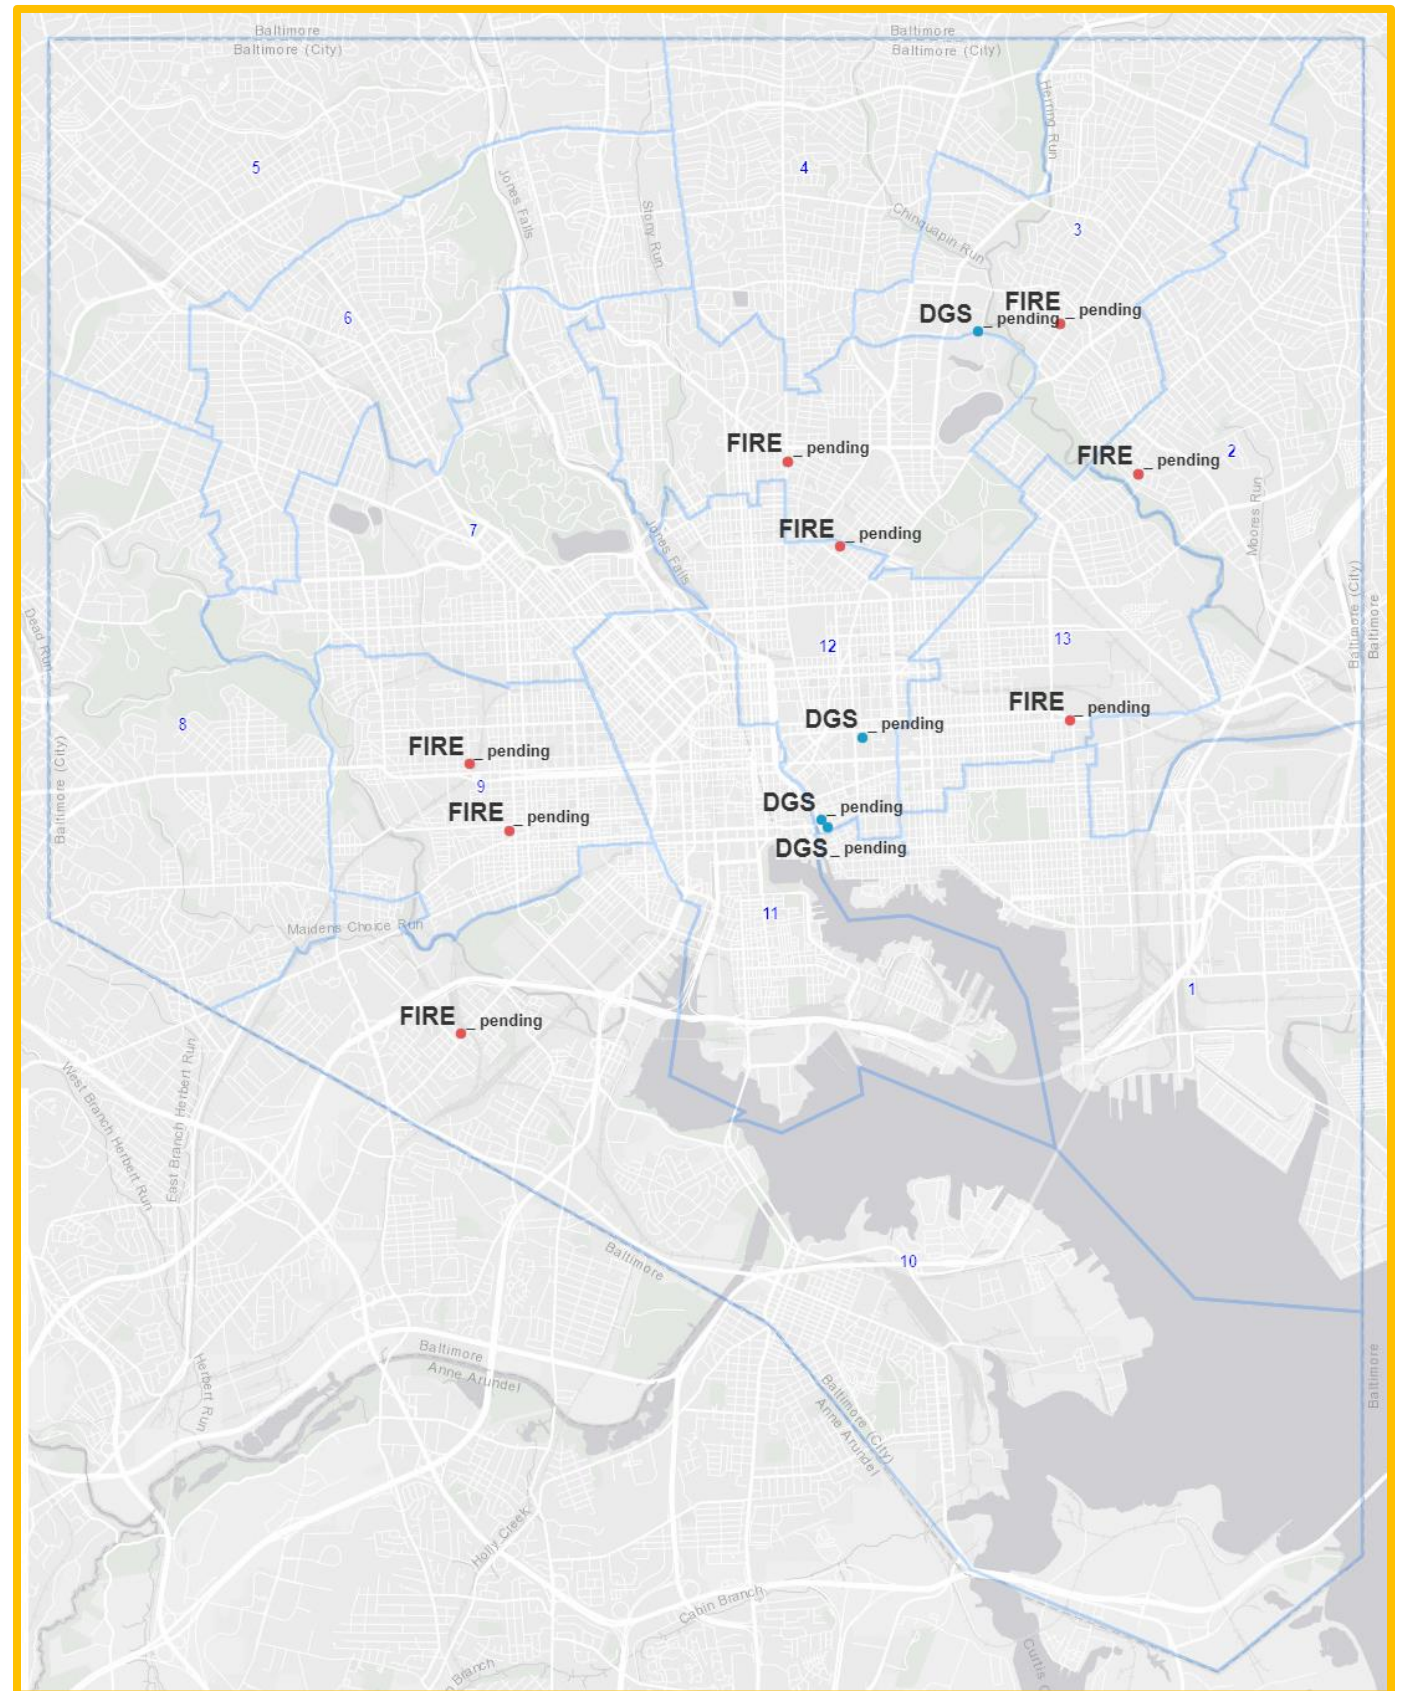 Baltimore
Baltimore (City)
Baltimore
Baltimore (City)
Herring Run
5
4
Jones Falls
Stony Run
Chinquapin Run
3
6
DGS _ pending
FIRE _ pending
FIRE _ pending
FIRE _ pending
2
Moores Run
7
FIRE _ pending
Jones Falls
Baltimore (City)
Baltimore
Dead Run
12
13
8
DGS _ pending
FIRE _ pending
FIRE _ pending
9
Baltimore (City)
FIRE _ pending
DGS _ pending
DGS _ pending
11
Maidens Choice Run
1
FIRE _ pending
West Branch Herbert Run
East Branch Herbert Run
Baltimore
10
Herbert Run
Baltimore
Anne Arundel
Baltimore (City)
Anne Arundel
Baltimore
Holly Creek
Cabin Branch
Branch
Curtis